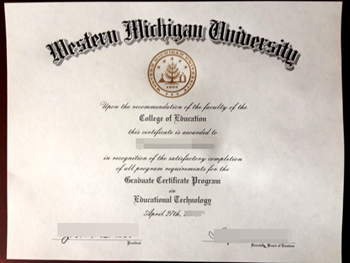 Western Michigan University
Upon the recommendation of the faculty of the
College of Education
this certificate is awarded to
in recognition of the satisfactory completion
of all program requirements for the
Graduate Certificate Program
in
Educational Technology
April 27th,
President
Secretary, Board of Trustees